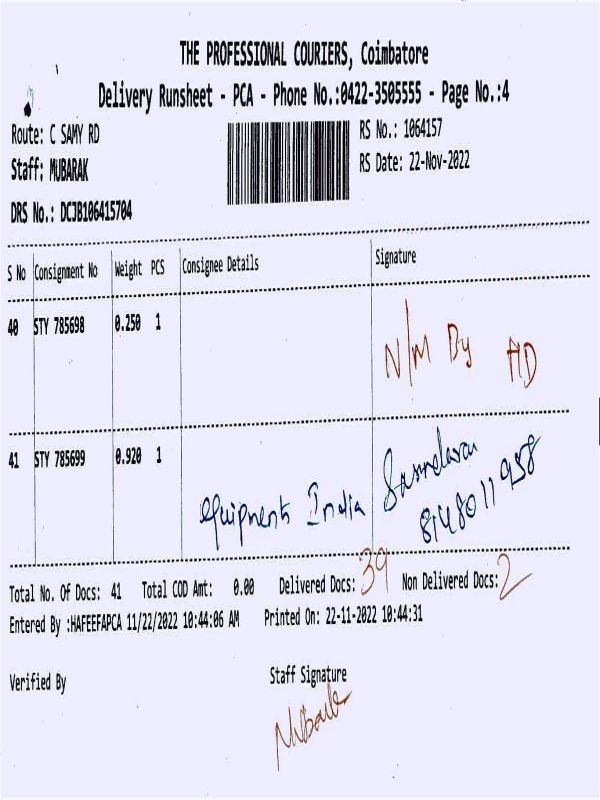 THE PROFESSIONAL COURIERS, Coimbatore
Delivery Runsheet - PCA - Phone No.:0422-3505555 - Page No.:4
Route: C SAMY RD
RS No.: 1064157
Staff: MUBARAK
RS Date: 22-Nov-2022
DRS No.: DCJB106415704
S No Consignment No Weight PCS Consignee Details Signature
40 STY 785698 0.250 1
N/M By HD
41 STY 785699 0.920 1
equipments India
8148011958
Total No. Of Docs: 41 Total COD Amt: 0.00 Delivered Docs: 39 Non Delivered Docs: 2
Entered By :HAFEEFAPCA 11/22/2022 10:44:06 AM Printed On: 22-11-2022 10:44:31
Verified By Staff Signature